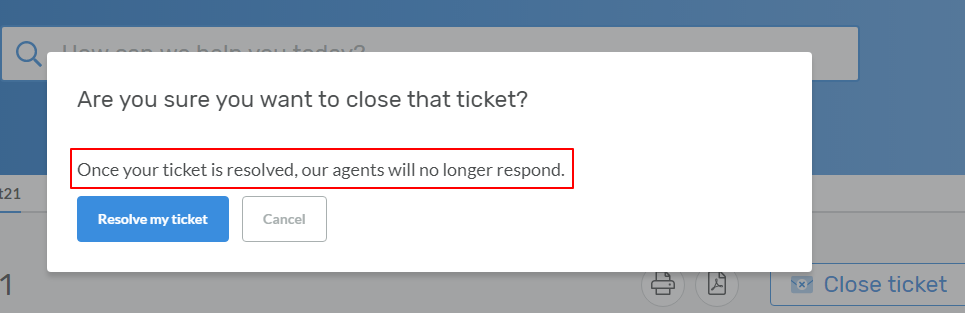 How can we help you today?
Are you sure you want to close that ticket?
Once your ticket is resolved, our agents will no longer respond.
t21
Resolve my ticket
Cancel
1
Close ticket